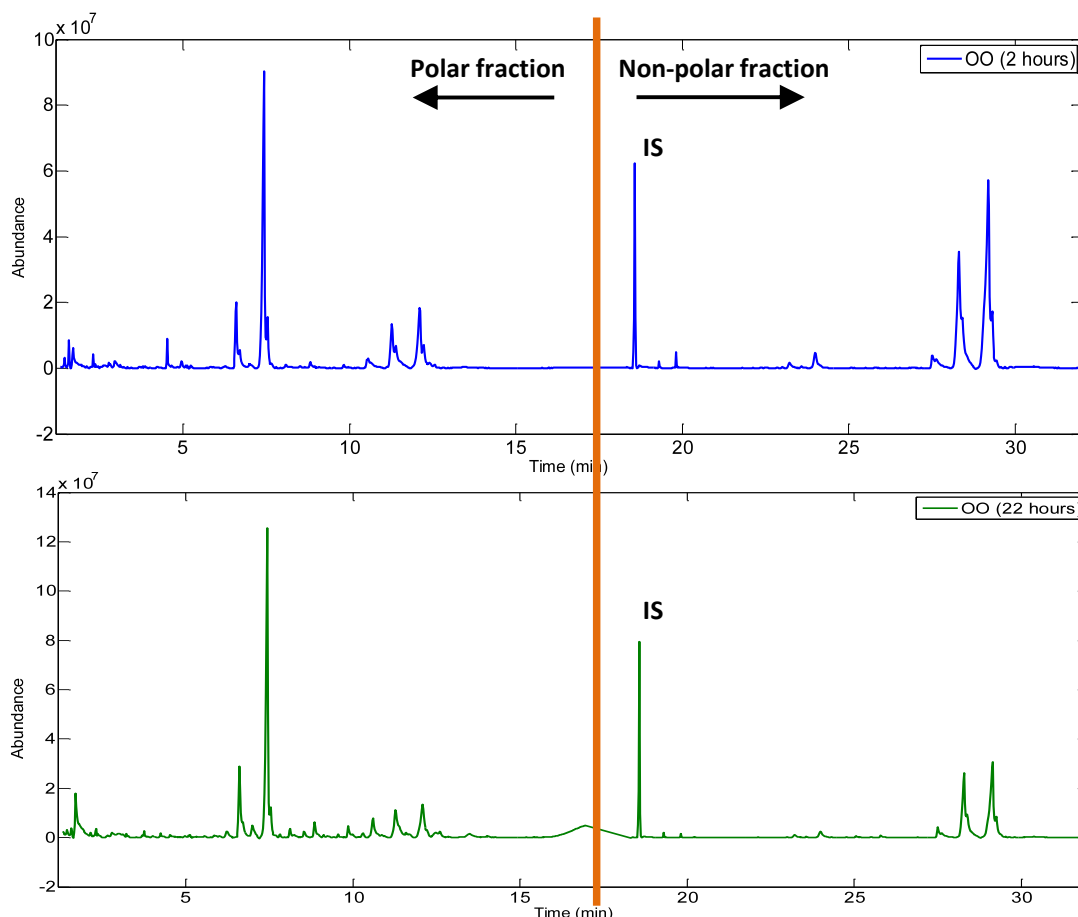 x 10^7
10
8
6
4
2
0
-2
Abundance
Polar fraction
Non-polar fraction
OO (2 hours)
IS
5
10
15
20
25
30
Time (min)
x 10^7
14
12
10
8
6
4
2
0
-2
Abundance
OO (22 hours)
IS
5
10
15
20
25
30
Time (min)